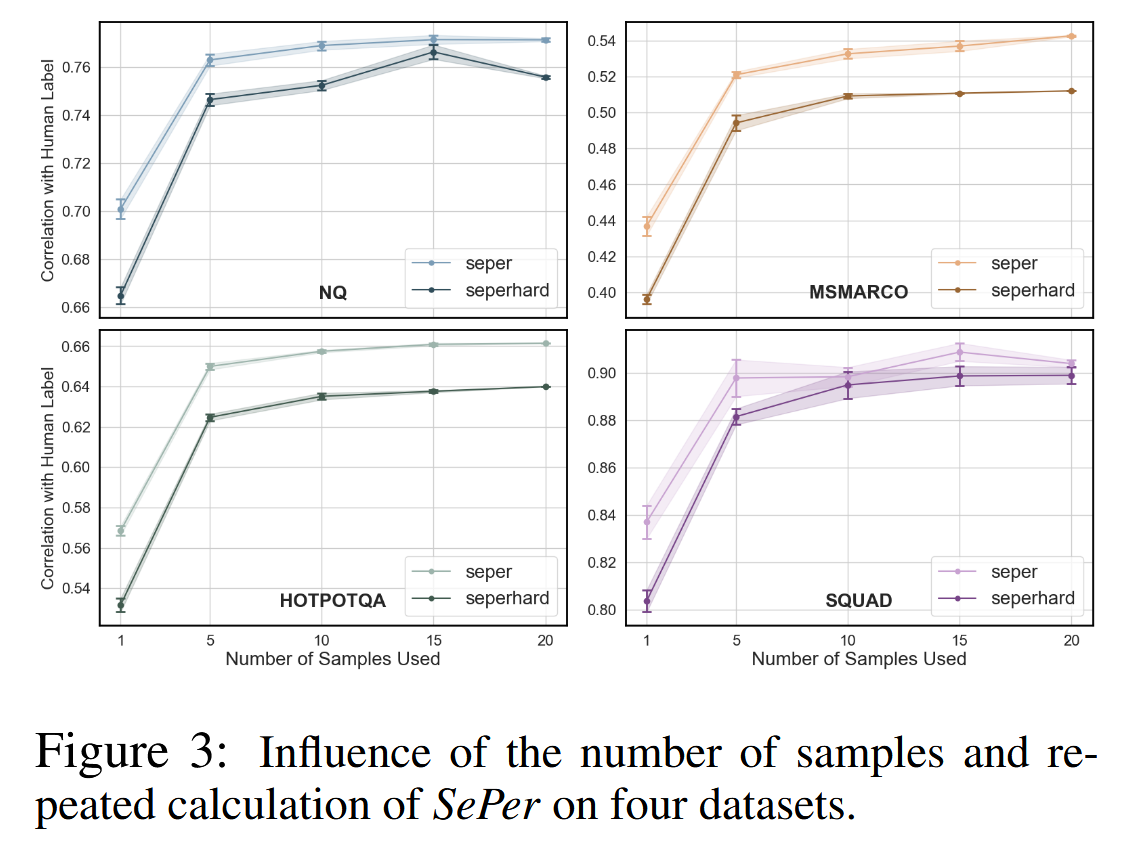 Correlation with Human Label
0.76
0.74
0.72
0.70
0.68
0.66
seper
seperhard
NQ
0.54
0.52
0.50
0.48
0.46
0.44
0.42
0.40
seper
seperhard
MSMARCO
Correlation with Human Label
0.66
0.64
0.62
0.60
0.58
0.56
0.54
seper
seperhard
HOTPOTQA
1 5 10 15 20
Number of Samples Used
0.90
0.88
0.86
0.84
0.82
0.80
seper
seperhard
SQUAD
1 5 10 15 20
Number of Samples Used
Figure 3: Influence of the number of samples and re-
peated calculation of SePer on four datasets.